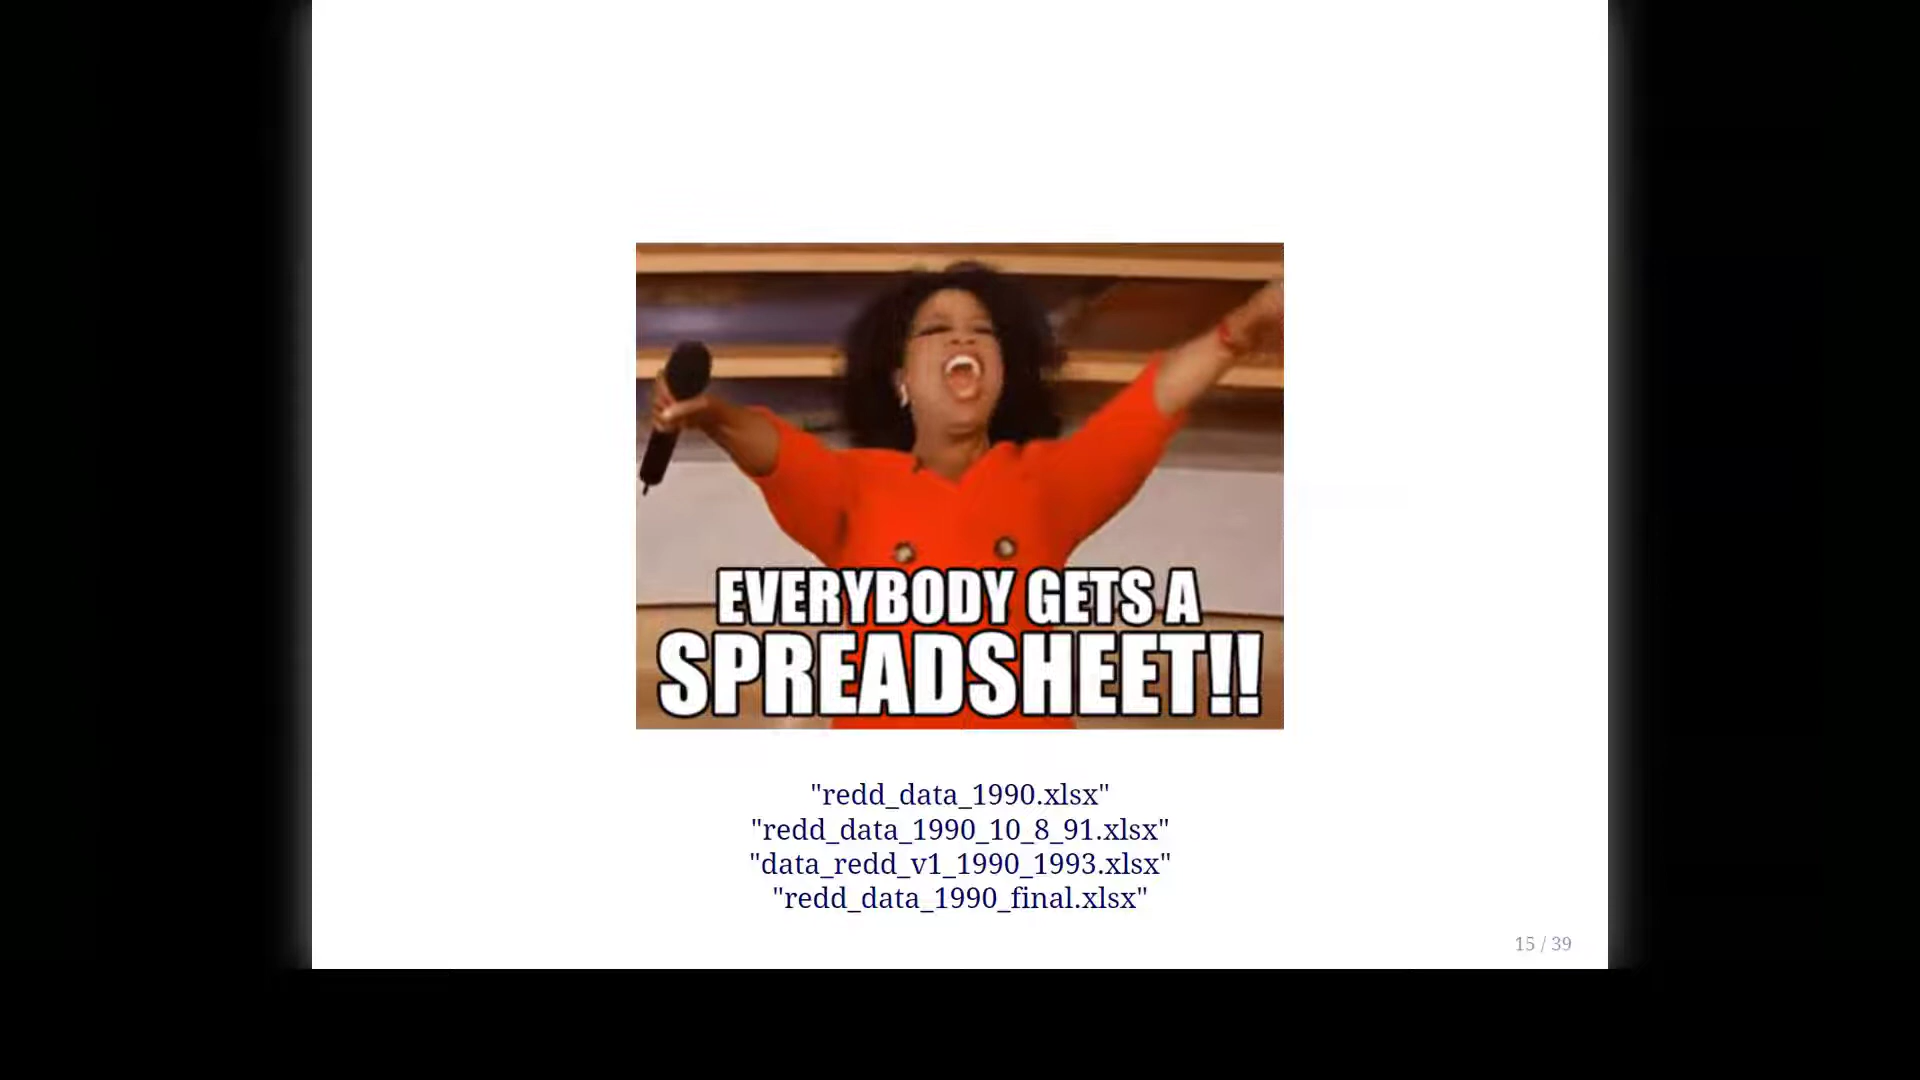 EVERYBODY GETS A
SPREADSHEET!!
"redd_data_1990.xlsx"
"redd_data_1990_10_8_91.xlsx"
"data_redd_v1_1990_1993.xlsx"
"redd_data_1990_final.xlsx"
15 / 39